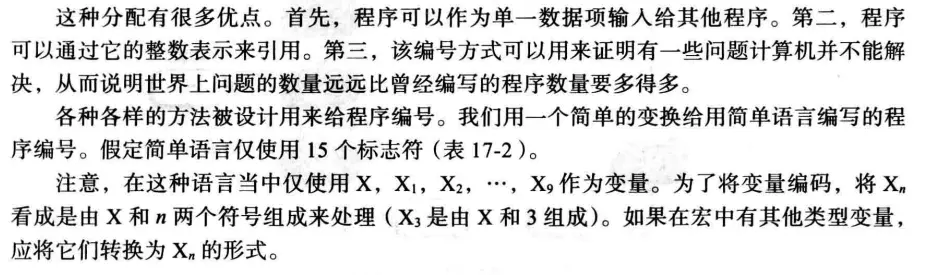 这种分配有很多优点。首先，程序可以作为单一数据项输入给其他程序。第二，程序
可以通过它的整数表示来引用。第三，该编号方式可以用来证明有一些问题计算机并不能解
决，从而说明世界上问题的数量远远比曾经编写的程序数量要多得多。
各种各样的方法被设计用来给程序编号。我们用一个简单的变换给用简单语言编写的程
序编号。假定简单语言仅使用 15 个标志符（表 17-2）。
注意，在这种语言当中仅使用 X，X₁，X₂，…，X₉ 作为变量。为了将变量编码，将 Xₙ
看成是由 X 和 n 两个符号组成来处理（X₃ 是由 X 和 3 组成）。如果在宏中有其他类型变量，
应将它们转换为 Xₙ 的形式。